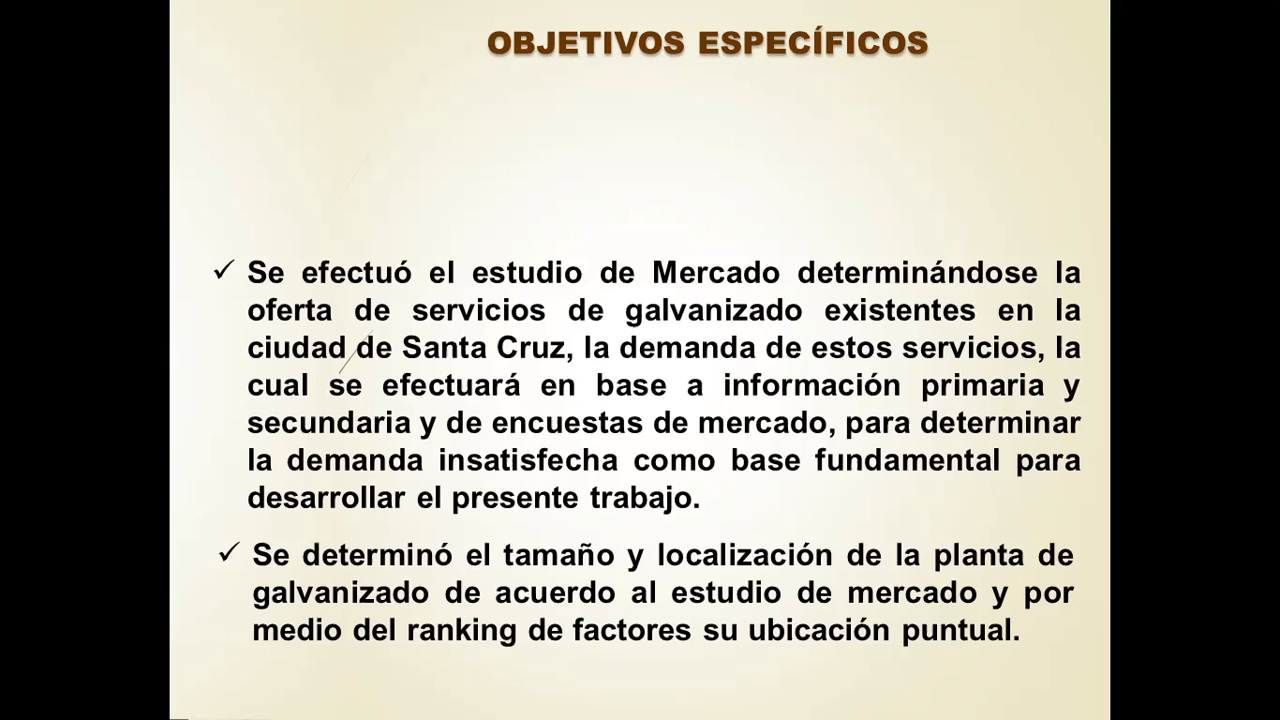 OBJETIVOS ESPECÍFICOS
✓ Se efectuó el estudio de Mercado determinándose la
oferta de servicios de galvanizado existentes en la
ciudad de Santa Cruz, la demanda de estos servicios, la
cual se efectuará en base a información primaria y
secundaria y de encuestas de mercado, para determinar
la demanda insatisfecha como base fundamental para
desarrollar el presente trabajo.
✓ Se determinó el tamaño y localización de la planta de
galvanizado de acuerdo al estudio de mercado y por
medio del ranking de factores su ubicación puntual.